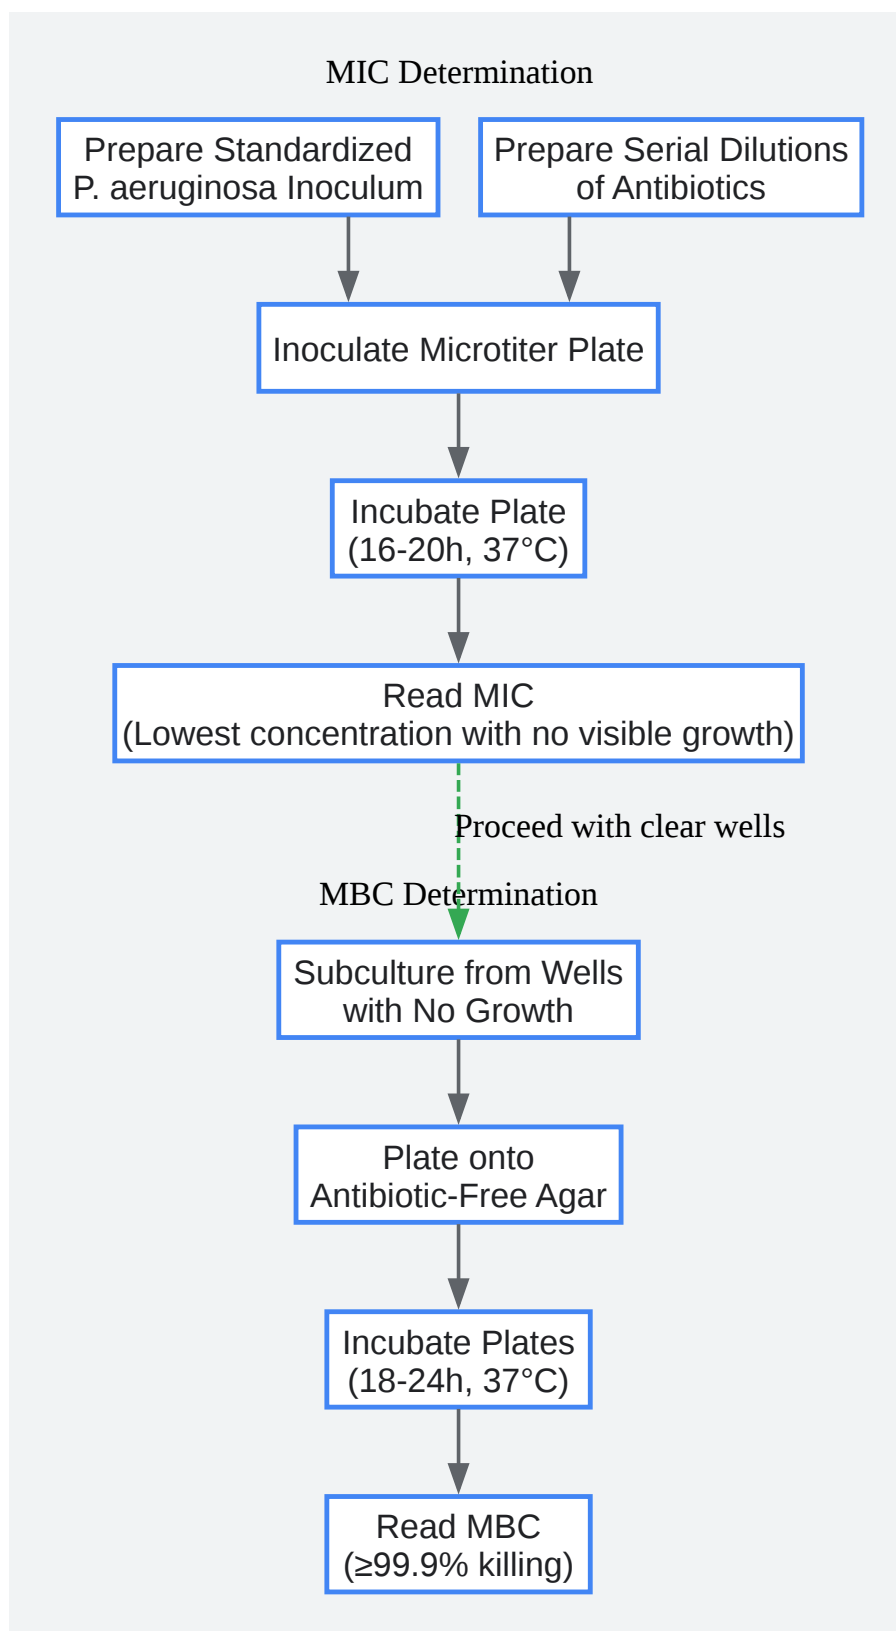 MIC Determination
Prepare Standardized
P. aeruginosa Inoculum
Prepare Serial Dilutions
of Antibiotics
Inoculate Microtiter Plate
Incubate Plate
(16-20h, 37°C)
Read MIC
(Lowest concentration with no visible growth)
Proceed with clear wells
MBC Determination
Subculture from Wells
with No Growth
Plate onto
Antibiotic-Free Agar
Incubate Plates
(18-24h, 37°C)
Read MBC
(≥99.9% killing)